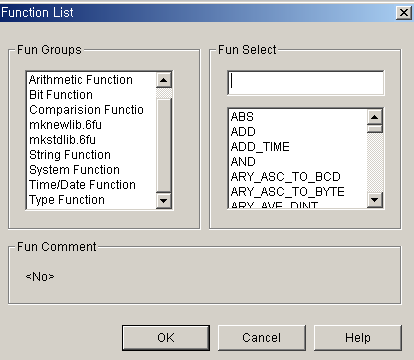 Function List
Fun Groups
Arithmetic Function
Bit Function
Comparision Functio
mknewlib.6fu
mkstdlib.6fu
String Function
System Function
Time/Date Function
Type Function
Fun Select
ABS
ADD
ADD_TIME
AND
ARY_ASC_TO_BCD
ARY_ASC_TO_BYTE
ARY_AVE_DINT
Fun Comment
<No>
OK
Cancel
Help